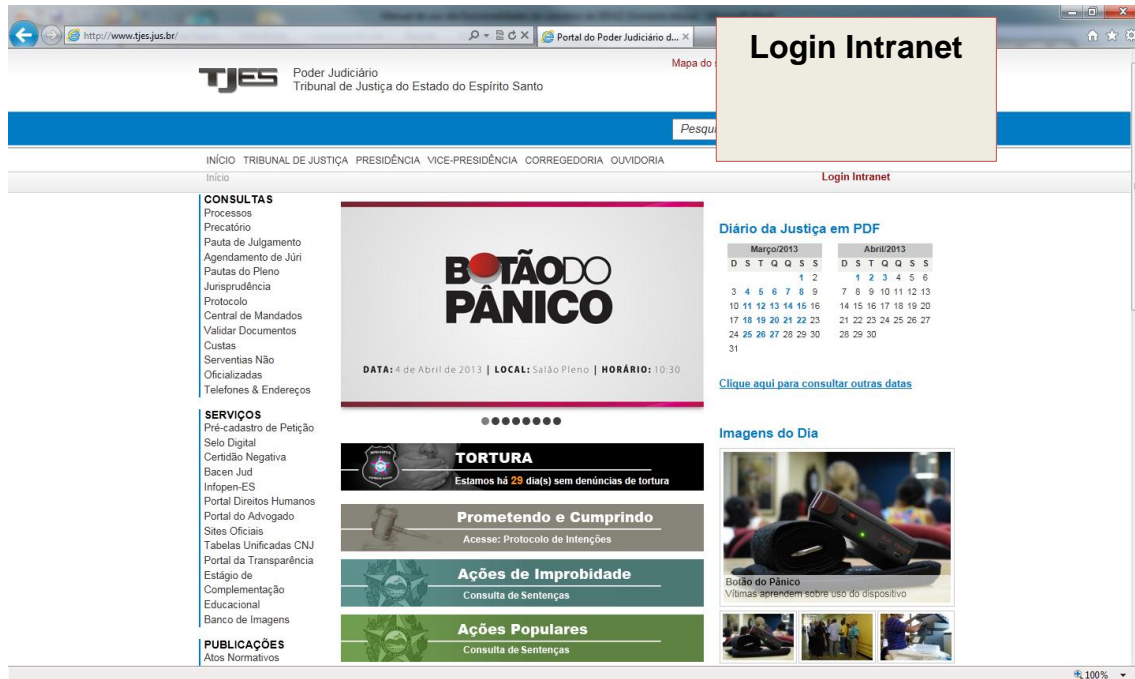 http://www.tjes.jus.br/
Portal do Poder Judiciário d...
Login Intranet
Mapa do
TJES
Poder Judiciário
Tribunal de Justiça do Estado do Espírito Santo
INÍCIO TRIBUNAL DE JUSTIÇA PRESIDÊNCIA VICE-PRESIDÊNCIA CORREGEDORIA OUVIDORIA
Início
Login Intranet
CONSULTAS
Processos
Precatório
Pauta de Julgamento
Agendamento de Júri
Pautas do Pleno
Jurisprudência
Protocolo
Central de Mandados
Validar Documentos
Custas
Serventias Não
Oficializadas
Telefones & Endereços
SERVIÇOS
Pré-cadastro de Petição
Selo Digital
Certidão Negativa
Bacen Jud
Infopen-ES
Portal Direitos Humanos
Portal do Advogado
Sites Oficiais
Tabelas Unificadas CNJ
Portal da Transparência
Estágio de
Complementação
Educacional
Banco de Imagens
PUBLICAÇÕES
Atos Normativos
BOTÃODO
PÂNICO
DATA: 4 de Abril de 2013 | LOCAL: Salão Pleno | HORÁRIO: 10:30
TORTURA
Estamos há 29 dia(s) sem denúncias de tortura
Prometendo e Cumprindo
Acesse: Protocolo de Intenções
Ações de Improbidade
Consulta de Sentenças
Ações Populares
Consulta de Sentenças
Diário da Justiça em PDF
Março/2013
D S T Q Q S S
1 2
3 4 5 6 7 8 9
10 11 12 13 14 15 16
17 18 19 20 21 22 23
24 25 26 27 28 29 30
31
Abril/2013
D S T Q Q S S
1 2 3 4 5 6
7 8 9 10 11 12 13
14 15 16 17 18 19 20
21 22 23 24 25 26 27
28 29 30
Clique aqui para consultar outras datas
Imagens do Dia
Botão do Pânico
Vítimas aprendem sobre uso do dispositivo
100%